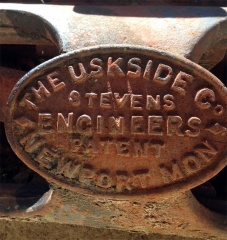 THE USKSIDE Co
STEVENS
ENGINEERS
PATENT
NEWPORT MON